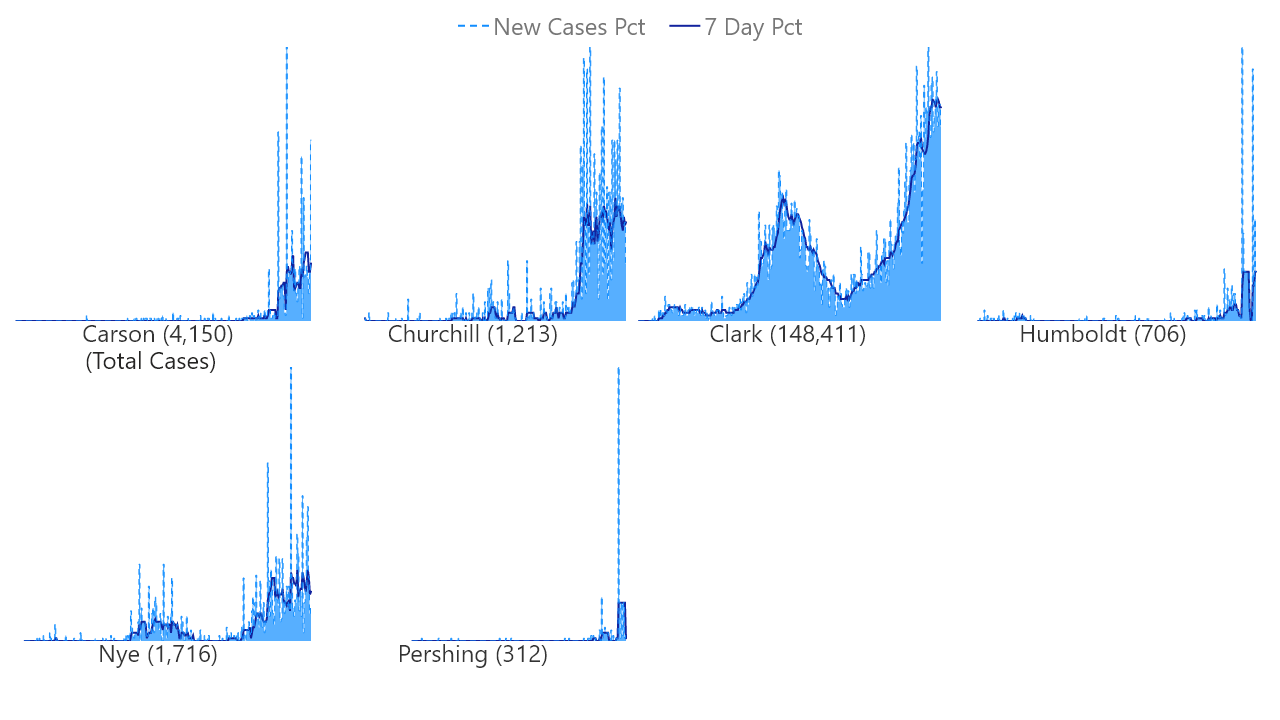 New Cases Pct 7 Day Pct
Carson (4,150) Churchill (1,213) Clark (148,411) Humboldt (706)
(Total Cases)
Nye (1,716) Pershing (312)